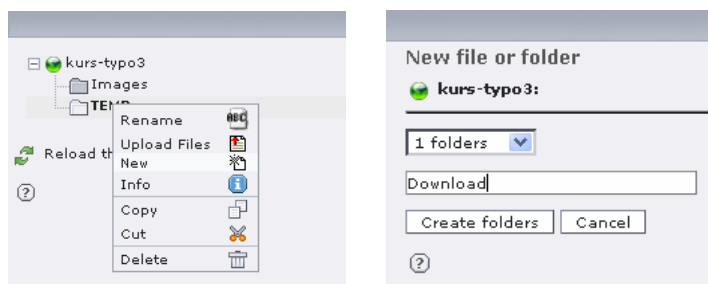 kurs-typo3
Images
TEMP
Rename
Upload Files
New
Info
Copy
Cut
Delete
Reload th
New file or folder
kurs-typo3:
1 folders
Download
Create folders Cancel